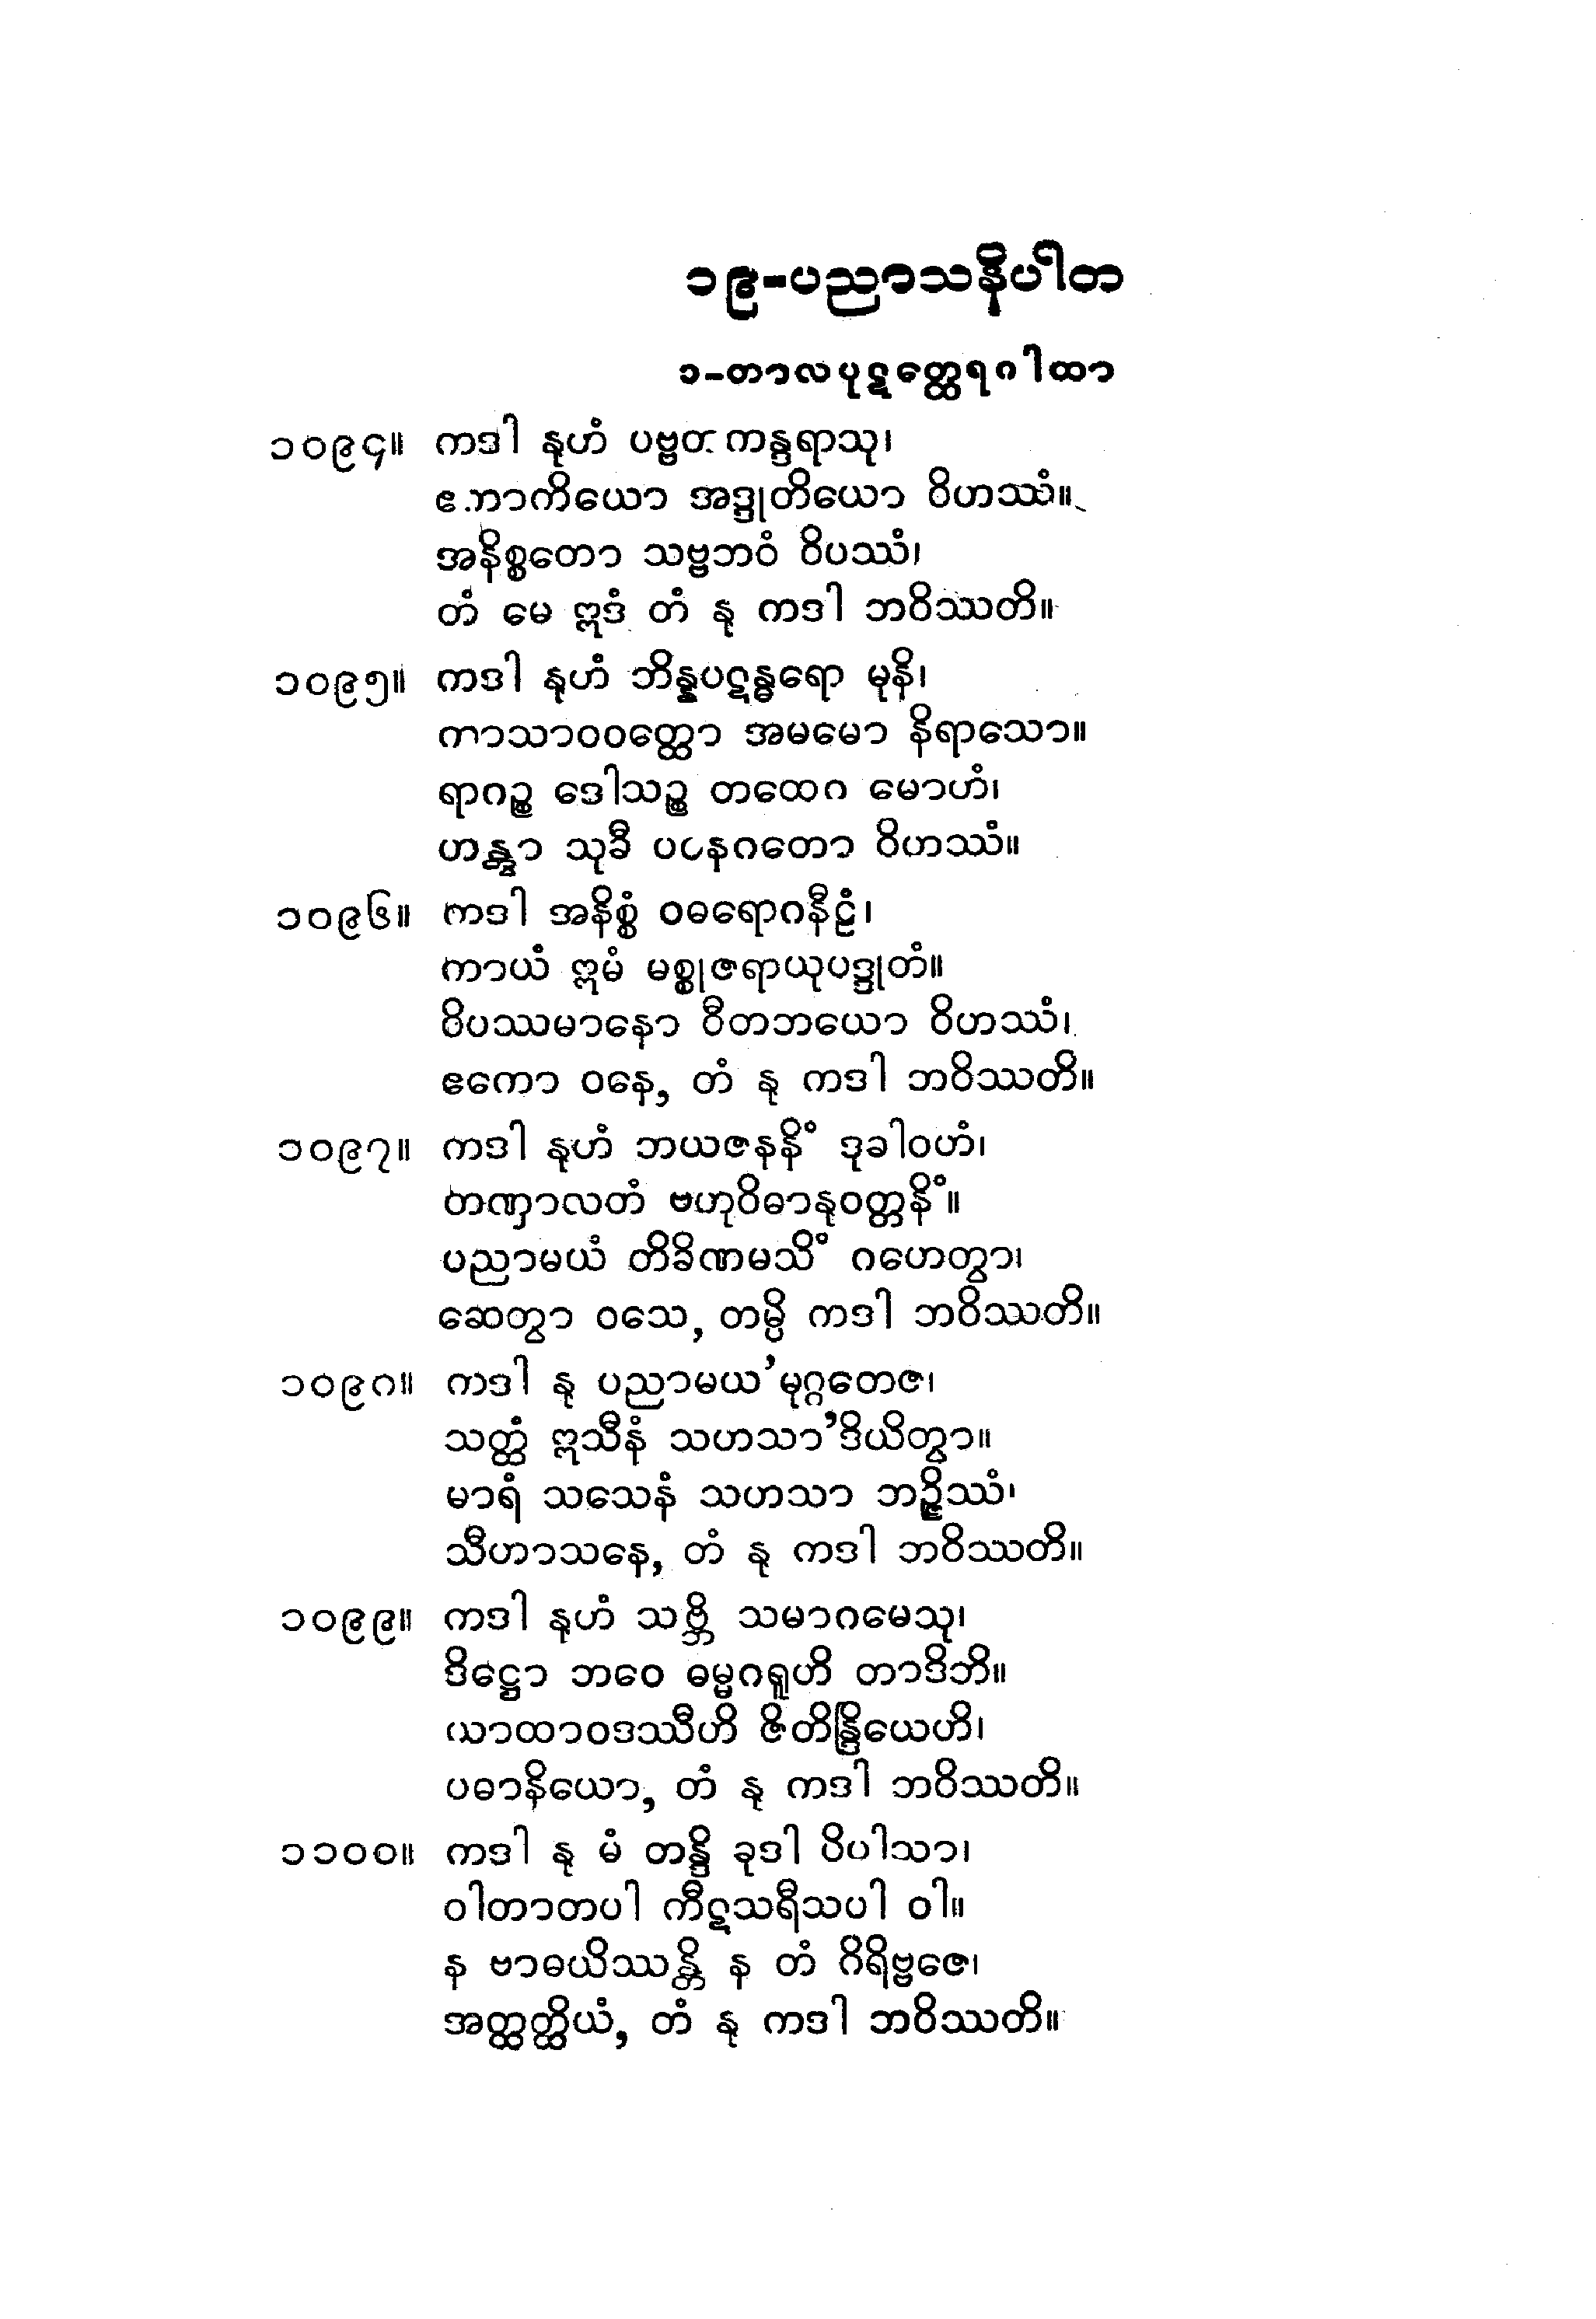 ၁၉-ပညာသနိပါတ
၁-တာလပုဋတ္ထေရဂါထာ
၁၀၉၄။ ကဒါ နုဟံ ပဗ္ဗတကန္ဒရာသု၊
ဧကာကိယော အဒ္ဒုတိယော ဝိဟဿံ။
အနိစ္စတော သဗ္ဗဘဝံ ဝိပဿံ၊
တံ မေ ဣဒံ တံ နု ကဒါ ဘဝိဿတိ။
၁၀၉၅။ ကဒါ နုဟံ ဘိန္နပဋန္ဓရော မုနိ၊
ကာသာဝဝတ္ထော အမမော နိရာသော။
ရာဂဉ္စ ဒေါသဉ္စ တထေဝ မောဟံ၊
ဟန္တွာ သုခီ ပဝနဂတော ဝိဟဿံ။
၁၀၉၆။ ကဒါ အနိစ္စံ ဝဓရောဂနီဠံ၊
ကာယံ ဣမံ မစ္စုဇရာယုပဒ္ဒုတံ။
ဝိပဿမာနော ဝီတဘယော ဝိဟဿံ၊
ဧကော ဝနေ, တံ နု ကဒါ ဘဝိဿတိ။
၁၀၉၇။ ကဒါ နုဟံ ဘယဇနနိံ ဒုခါဝဟံ၊
တဏှာလတံ ဗဟုဝိဓာနုဝတ္တနိံ။
ပညာမယံ တိခိဏမသိံ ဂဟေတွာ၊
ဆေတွာ ဝသေ, တမ္ပိ ကဒါ ဘဝိဿတိ။
၁၀၉၈။ ကဒါ နု ပညာမယ’မုဂ္ဂတေဇ၊
သတ္ထံ ဣသီနံ သဟသာ’ဒိယိတွာ။
မာရံ သသေနံ သဟသာ ဘဉ္ဇိဿံ၊
သီဟာသနေ, တံ နု ကဒါ ဘဝိဿတိ။
၁၀၉၉။ ကဒါ နုဟံ သဗ္ဘိ သမာဂမေသု၊
ဒိဋ္ဌော ဘဝေ ဓမ္မဂရူဟိ တာဒိဘိ။
ယာထာဝဒဿီဟိ ဇိတိန္ဒြိယေဟိ၊
ပဓာနိယော, တံ နု ကဒါ ဘဝိဿတိ။
၁၁၀၀။ ကဒါ နု မံ တန္ဒိ ခုဒါ ပိပါသာ၊
ဝါတာတပါ ကီဋသရီသပါ ဝါ။
န ဗာဓယိဿန္တိ န တံ ဂိရိဗ္ဗဇေ၊
အတ္ထတ္ထိယံ, တံ နု ကဒါ ဘဝိဿတိ။